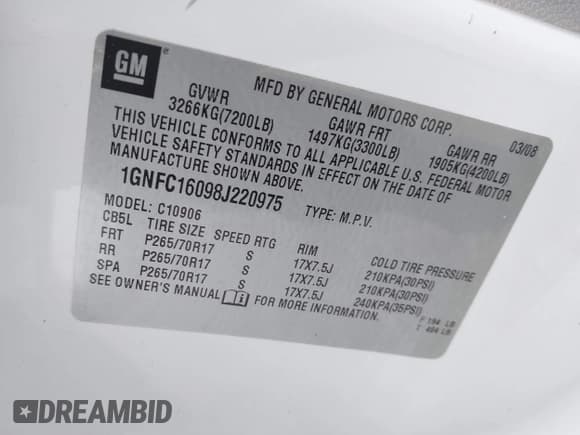 GM
MFD BY GENERAL MOTORS CORP.
GVWR GAWR FRT GAWR RR 03/08
3266KG(7200LB) 1497KG(3300LB) 1905KG(4200LB)
THIS VEHICLE CONFORMS TO ALL APPLICABLE U.S. FEDERAL MOTOR
VEHICLE SAFETY STANDARDS IN EFFECT ON THE DATE OF
MANUFACTURE SHOWN ABOVE.
1GNFC16098J220975 TYPE: M.P.V.
MODEL: C10906
CB5L TIRE SIZE SPEED RTG RIM COLD TIRE PRESSURE
FRT P265/70R17 S 17X7.5J 210KPA(30PSI)
RR P265/70R17 S 17X7.5J 210KPA(30PSI)
SPA P265/70R17 S 17X7.5J 240KPA(35PSI)
SEE OWNER'S MANUAL FOR MORE INFORMATION.
F 194 LB
T 494 LB
DREAMBID